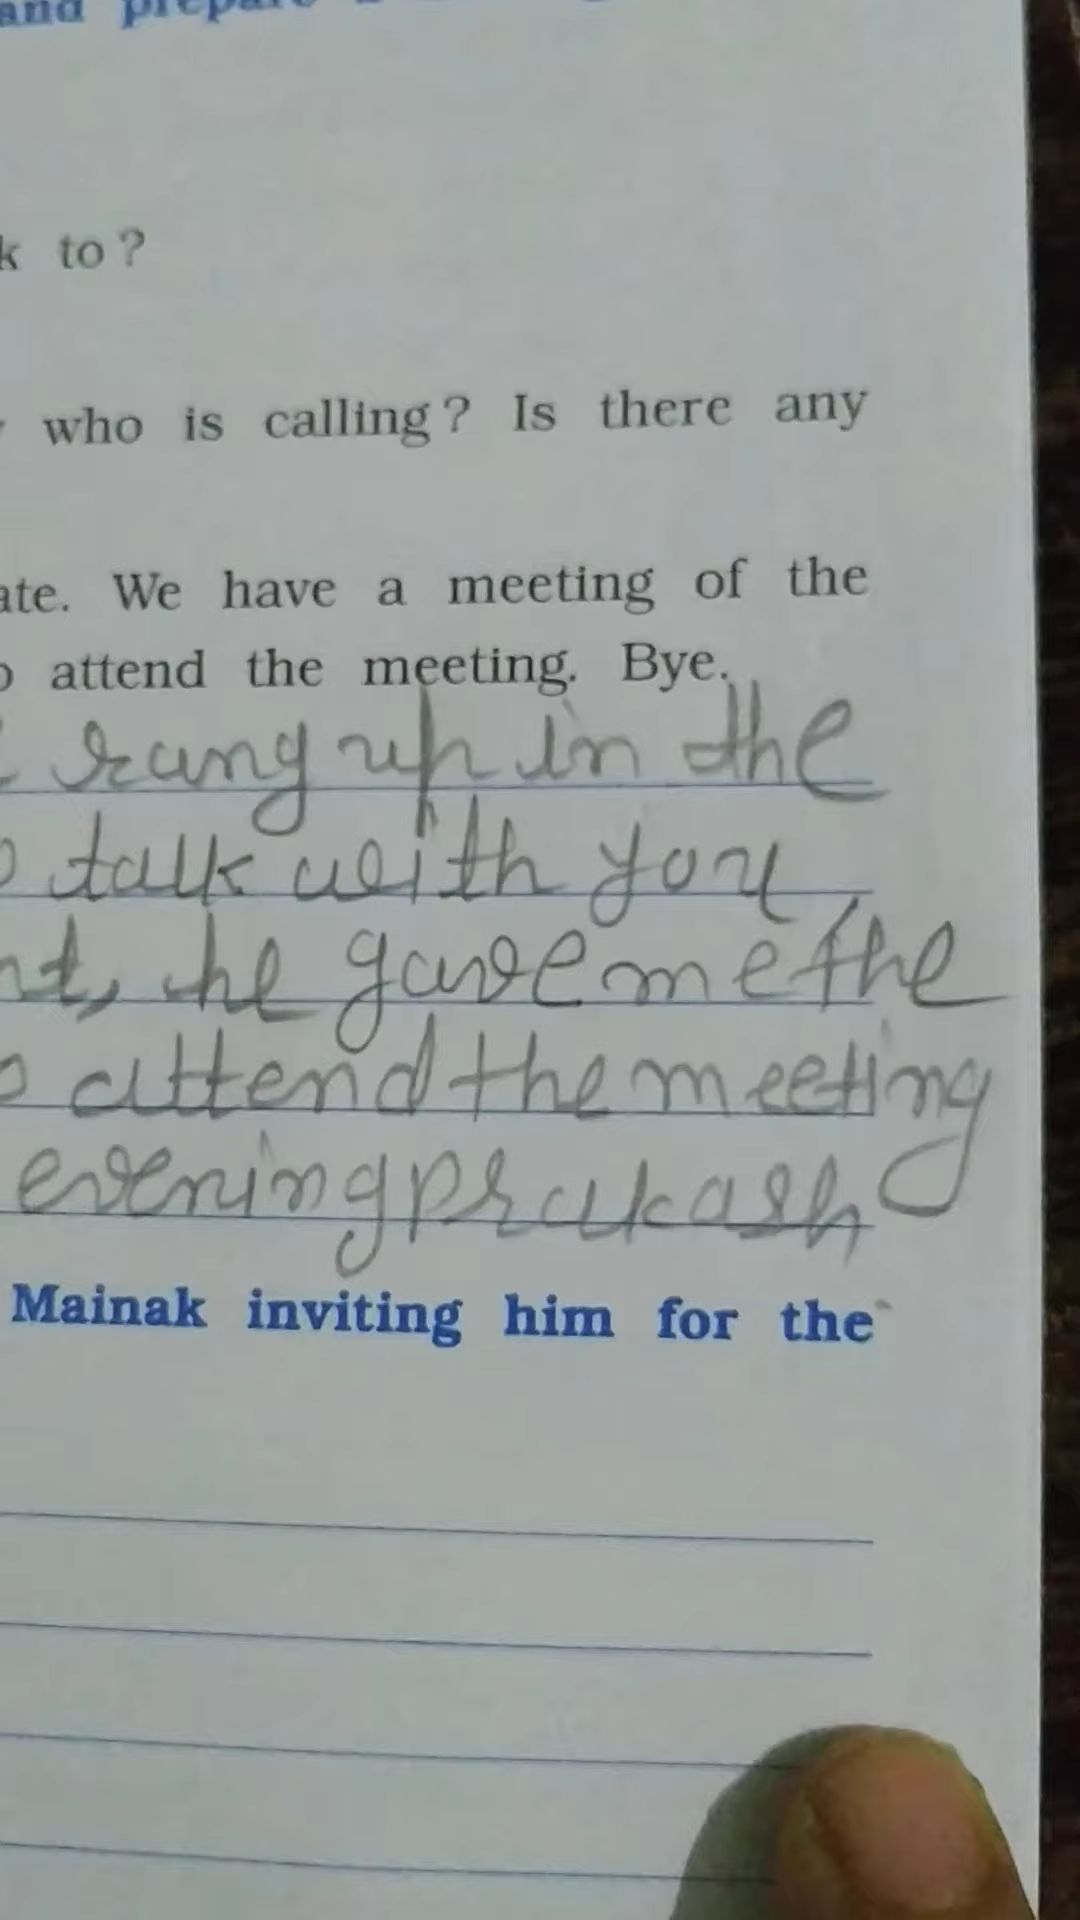 and prepare a
to ?
who is calling ? Is there any
We have a meeting of the
attend the meeting. Bye.
rang up in the
talk with you
he gave me the
attend the meeting
evening prakash
Mainak inviting him for the